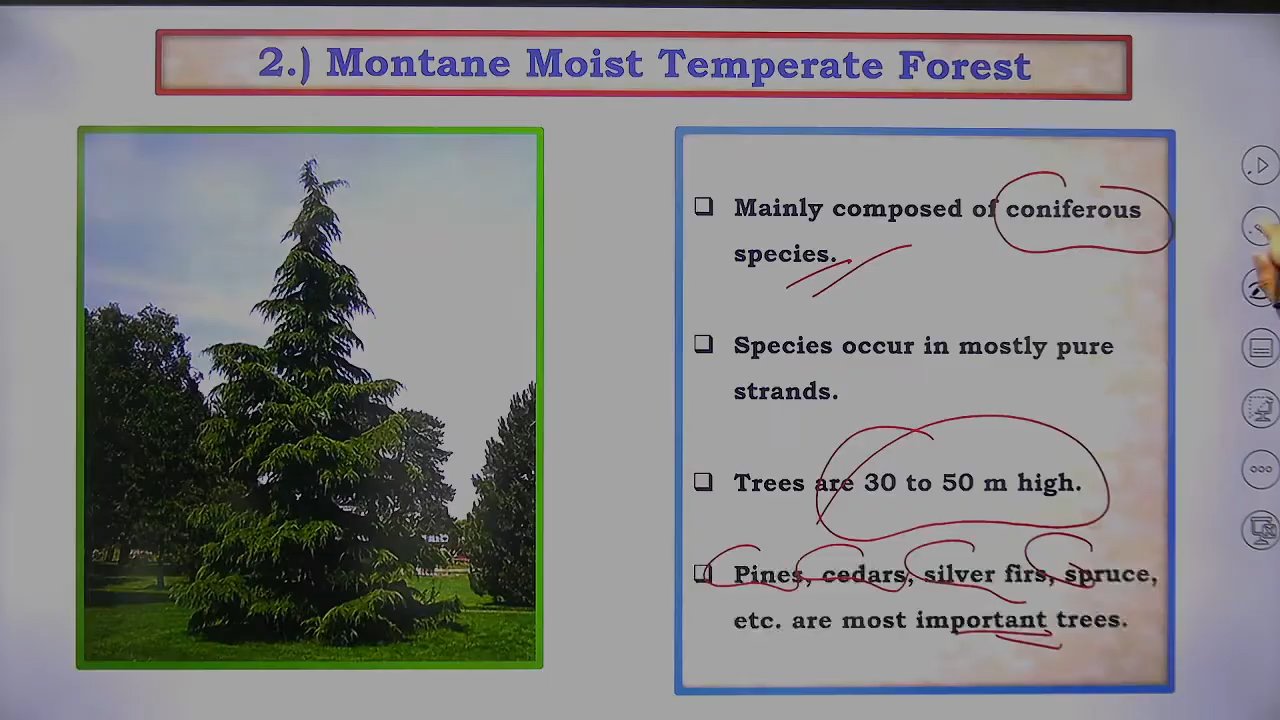 2.) Montane Moist Temperate Forest
❑ Mainly composed of coniferous
species.
❑ Species occur in mostly pure
strands.
❑ Trees are 30 to 50 m high.
❑ Pines, cedars, silver firs, spruce,
etc. are most important trees.